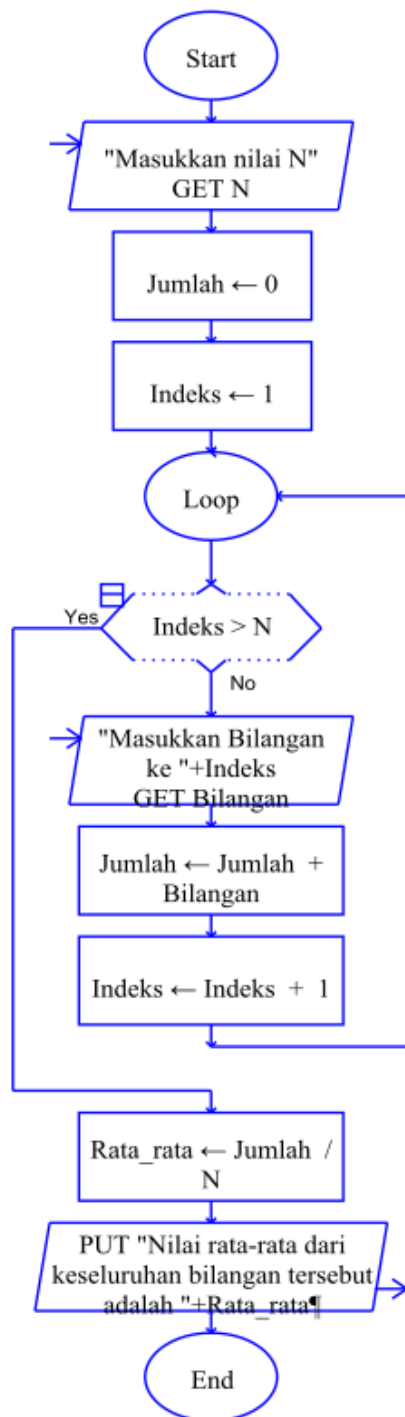 Start
"Masukkan nilai N"
GET N
Jumlah ← 0
Indeks ← 1
Loop
Indeks > N
Yes
No
"Masukkan Bilangan
ke "+Indeks
GET Bilangan
Jumlah ← Jumlah +
Bilangan
Indeks ← Indeks + 1
Rata_rata ← Jumlah /
N
PUT "Nilai rata-rata dari
keseluruhan bilangan tersebut
adalah "+Rata_rata¶
End